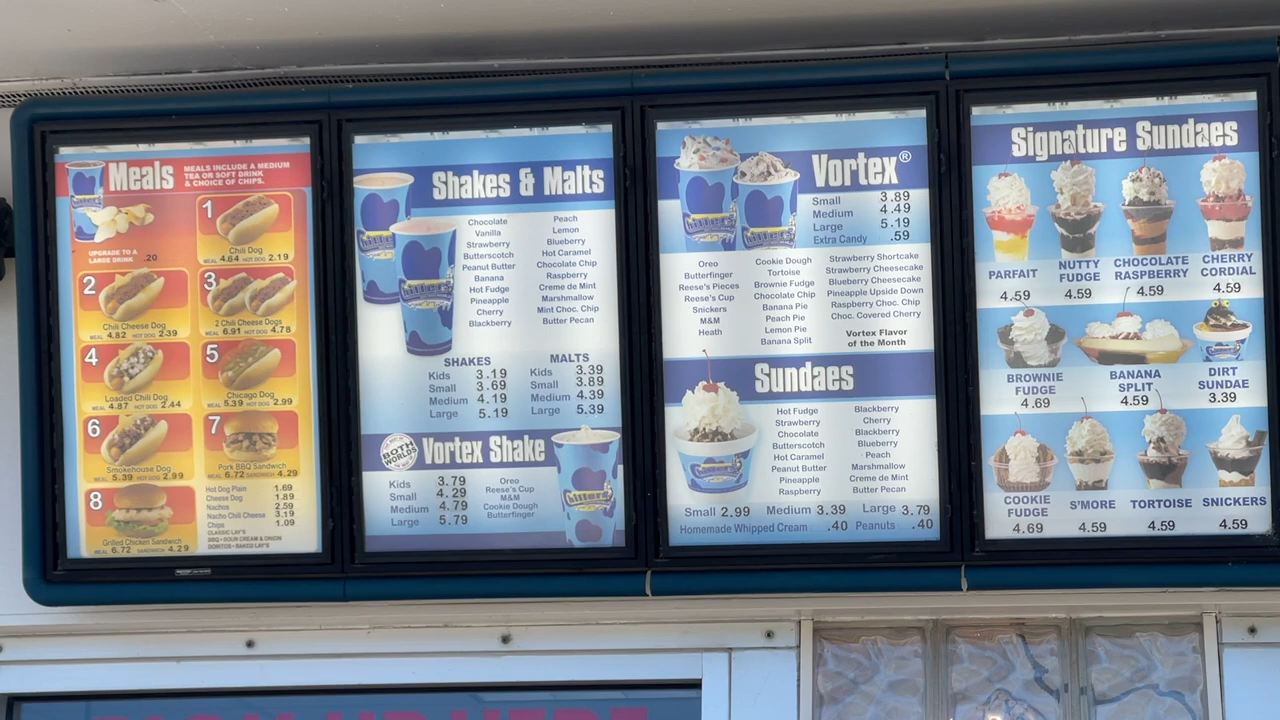 Meals
MEALS INCLUDE A MEDIUM
TEA OR SOFT DRINK
& CHOICE OF CHIPS.
UPGRADE TO A
LARGE DRINK .20
1
Chili Dog
MEAL 4.64 HOT DOG 2.19
2
Chili Cheese Dog
MEAL 4.82 HOT DOG 2.39
3
2 Chili Cheese Dogs
MEAL 6.91 HOT DOG 4.78
4
Loaded Chili Dog
MEAL 4.87 HOT DOG 2.44
5
Chicago Dog
MEAL 5.39 HOT DOG 2.99
6
Smokehouse Dog
MEAL 5.39 HOT DOG 2.99
7
Pork BBQ Sandwich
MEAL 6.72 SANDWICH 4.29
8
Grilled Chicken Sandwich
MEAL 6.72 SANDWICH 4.29
Hot Dog Plain 1.69
Cheese Dog 1.89
Nachos 2.59
Nacho Chili Cheese 3.19
Chips 1.09
CLASSIC LAY'S
BBQ • SOUR CREAM & ONION
DORITOS • BAKED LAY'S
Shakes & Malts
Chocolate
Vanilla
Strawberry
Butterscotch
Peanut Butter
Banana
Hot Fudge
Pineapple
Cherry
Blackberry
Peach
Lemon
Blueberry
Hot Caramel
Chocolate Chip
Raspberry
Creme de Mint
Marshmallow
Mint Choc. Chip
Butter Pecan
SHAKES
Kids 3.19
Small 3.69
Medium 4.19
Large 5.19
MALTS
Kids 3.39
Small 3.89
Medium 4.39
Large 5.39
BOTH
WORLDS
Vortex Shake
Kids 3.79
Small 4.29
Medium 4.79
Large 5.79
Oreo
Reese's Cup
M&M
Cookie Dough
Butterfinger
Vortex®
Small 3.89
Medium 4.49
Large 5.19
Extra Candy .59
Oreo
Butterfinger
Reese's Pieces
Reese's Cup
Snickers
M&M
Heath
Cookie Dough
Tortoise
Brownie Fudge
Chocolate Chip
Banana Pie
Peach Pie
Lemon Pie
Banana Split
Strawberry Shortcake
Strawberry Cheesecake
Blueberry Cheesecake
Pineapple Upside Down
Raspberry Choc. Chip
Choc. Covered Cherry
Vortex Flavor
of the Month
Sundaes
Hot Fudge
Strawberry
Chocolate
Butterscotch
Hot Caramel
Peanut Butter
Pineapple
Raspberry
Blackberry
Cherry
Blackberry
Blueberry
Peach
Marshmallow
Creme de Mint
Butter Pecan
Small 2.99 Medium 3.39 Large 3.79
Homemade Whipped Cream .40 Peanuts .40
Signature Sundaes
PARFAIT
4.59
NUTTY
FUDGE
4.59
CHOCOLATE
RASPBERRY
4.59
CHERRY
CORDIAL
4.59
BROWNIE
FUDGE
4.69
BANANA
SPLIT
4.59
DIRT
SUNDAE
3.39
COOKIE
FUDGE
4.69
S'MORE
4.59
TORTOISE
4.59
SNICKERS
4.59